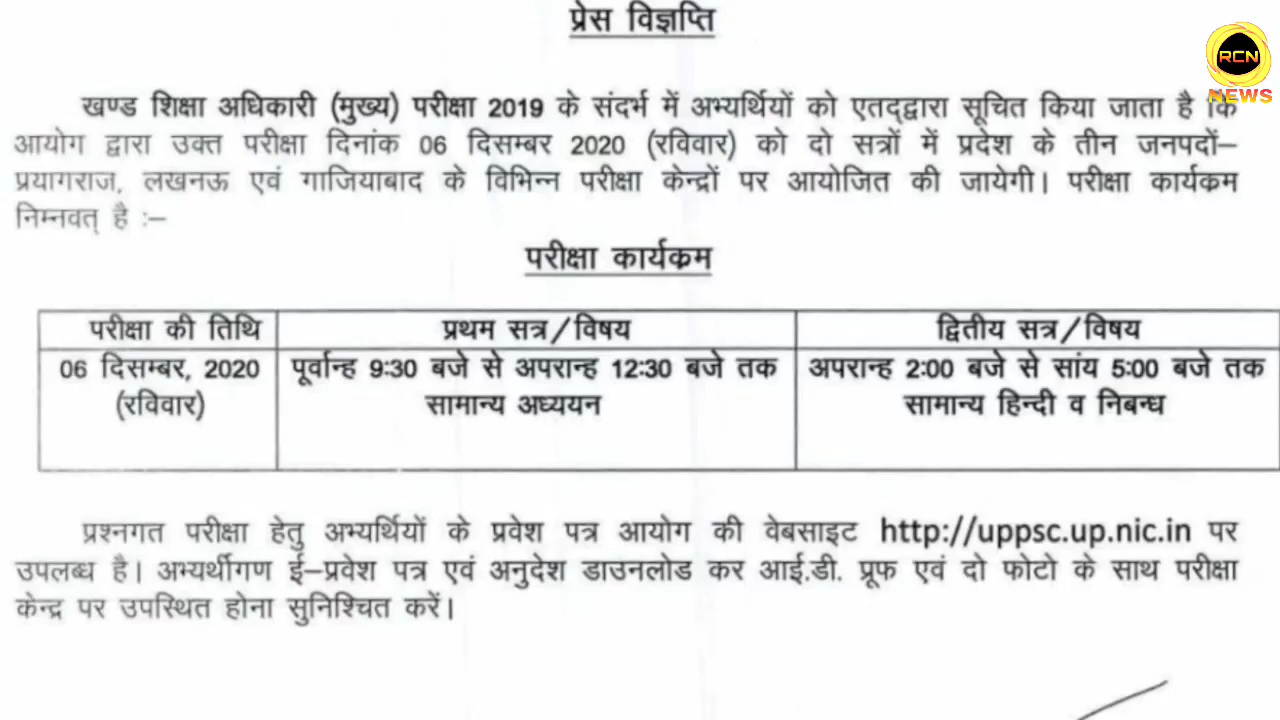 प्रेस विज्ञप्ति
RCN
NEWS
खण्ड शिक्षा अधिकारी (मुख्य) परीक्षा 2019 के संदर्भ में अभ्यर्थियों को एतद्द्वारा सूचित किया जाता है कि
आयोग द्वारा उक्त परीक्षा दिनांक 06 दिसम्बर 2020 (रविवार) को दो सत्रों में प्रदेश के तीन जनपदों–
प्रयागराज, लखनऊ एवं गाजियाबाद के विभिन्न परीक्षा केन्द्रों पर आयोजित की जायेगी। परीक्षा कार्यक्रम
निम्नवत् है :–
परीक्षा कार्यक्रम
परीक्षा की तिथि प्रथम सत्र/विषय द्वितीय सत्र/विषय
06 दिसम्बर, 2020 पूर्वान्ह 9:30 बजे से अपरान्ह 12:30 बजे तक अपरान्ह 2:00 बजे से सांय 5:00 बजे तक
(रविवार) सामान्य अध्ययन सामान्य हिन्दी व निबन्ध
प्रश्नगत परीक्षा हेतु अभ्यर्थियों के प्रवेश पत्र आयोग की वेबसाइट http://uppsc.up.nic.in पर
उपलब्ध है। अभ्यर्थीगण ई–प्रवेश पत्र एवं अनुदेश डाउनलोड कर आई.डी. प्रूफ एवं दो फोटो के साथ परीक्षा
केन्द्र पर उपस्थित होना सुनिश्चित करें।